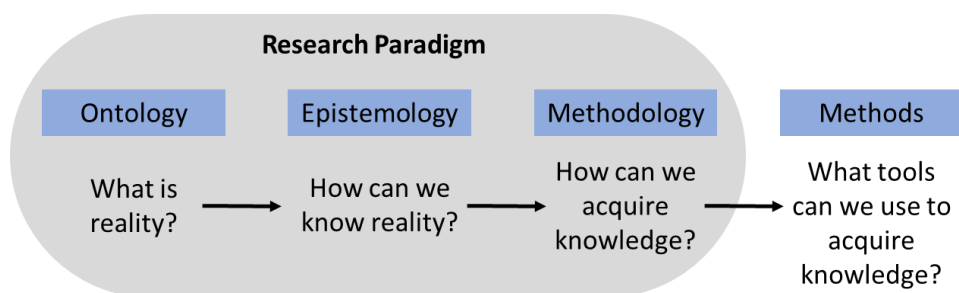 Research Paradigm
Ontology
Epistemology
Methodology
Methods
What is
reality?
How can we
know reality?
How can we
acquire
knowledge?
What tools
can we use to
acquire
knowledge?